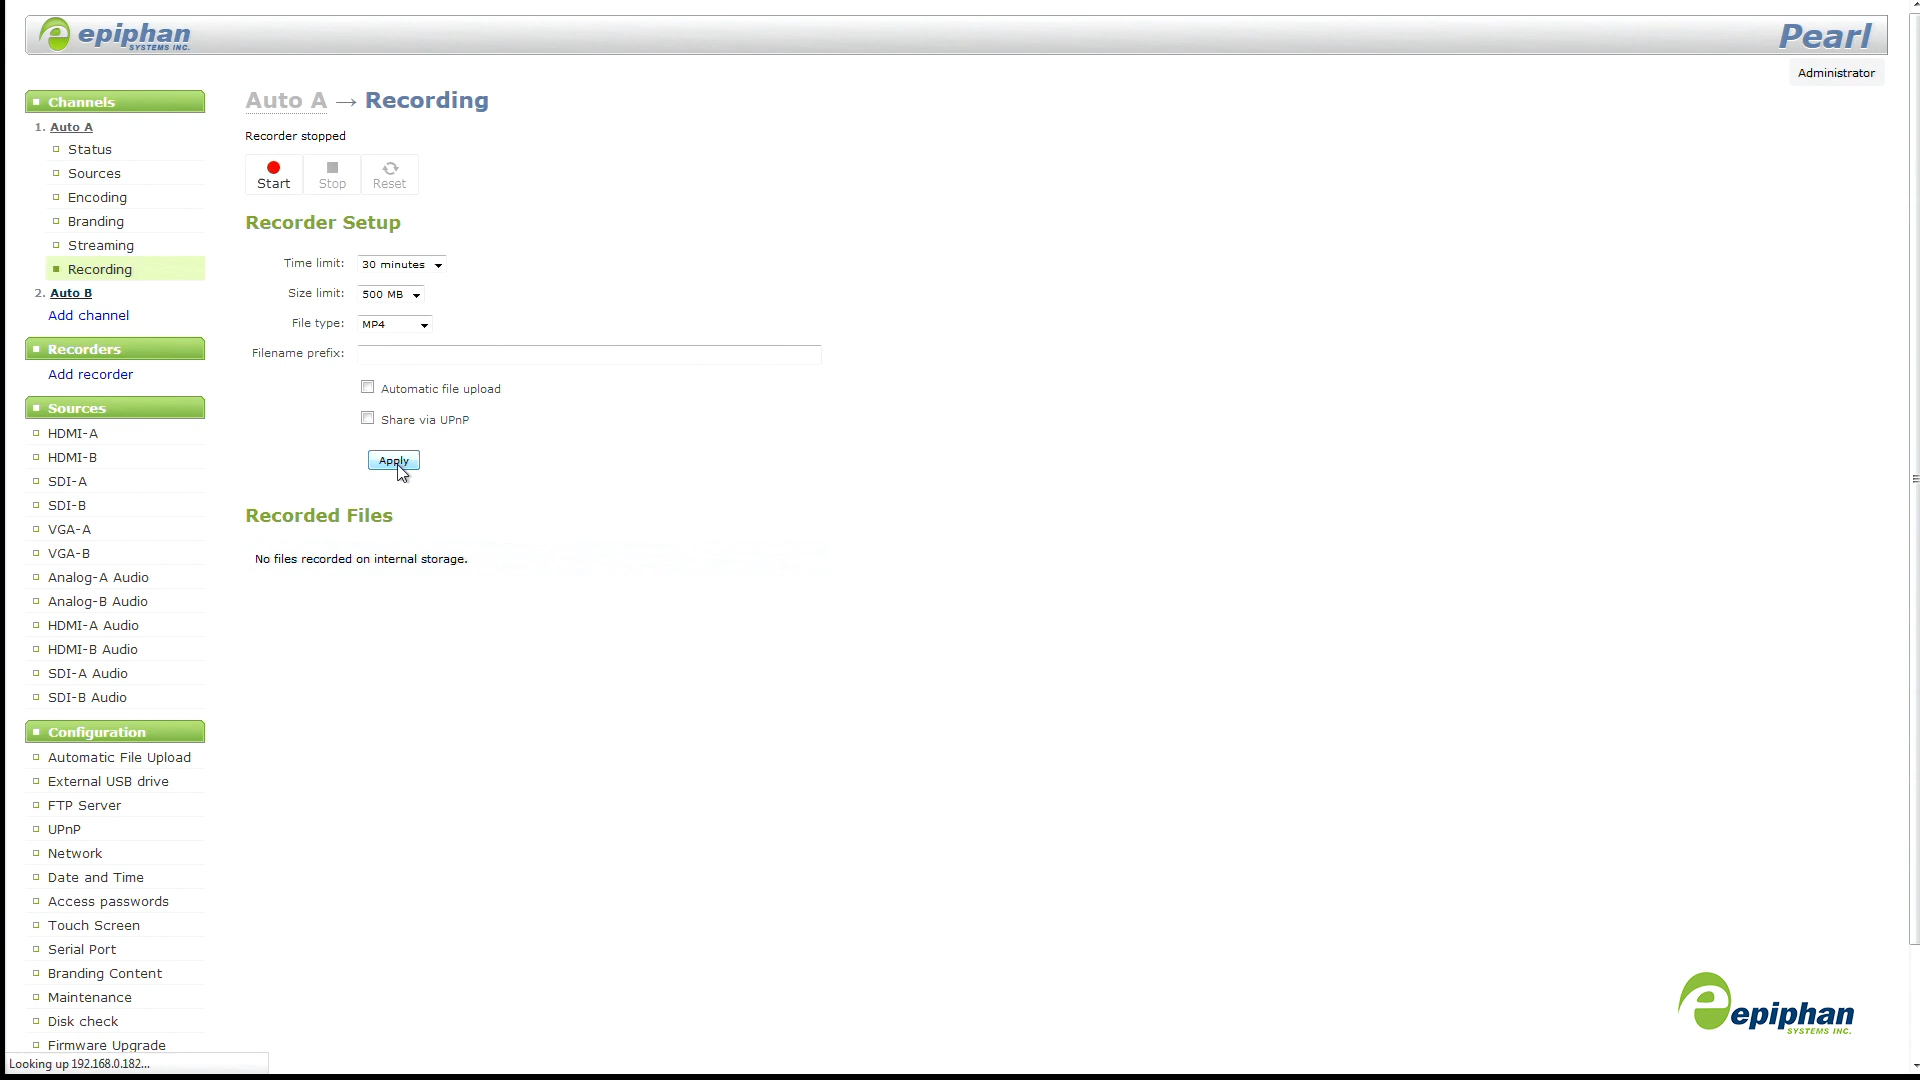 epiphan
SYSTEMS INC.
Pearl
Administrator
Channels
1. Auto A
Status
Sources
Encoding
Branding
Streaming
Recording
2. Auto B
Add channel
Recorders
Add recorder
Sources
HDMI-A
HDMI-B
SDI-A
SDI-B
VGA-A
VGA-B
Analog-A Audio
Analog-B Audio
HDMI-A Audio
HDMI-B Audio
SDI-A Audio
SDI-B Audio
Configuration
Automatic File Upload
External USB drive
FTP Server
UPnP
Network
Date and Time
Access passwords
Touch Screen
Serial Port
Branding Content
Maintenance
Disk check
Firmware Upgrade
Looking up 192.168.0.182...
Auto A → Recording
Recorder stopped
Start Stop Reset
Recorder Setup
Time limit: 30 minutes
Size limit: 500 MB
File type: MP4
Filename prefix:
Automatic file upload
Share via UPnP
Apply
Recorded Files
No files recorded on internal storage.
epiphan
SYSTEMS INC.